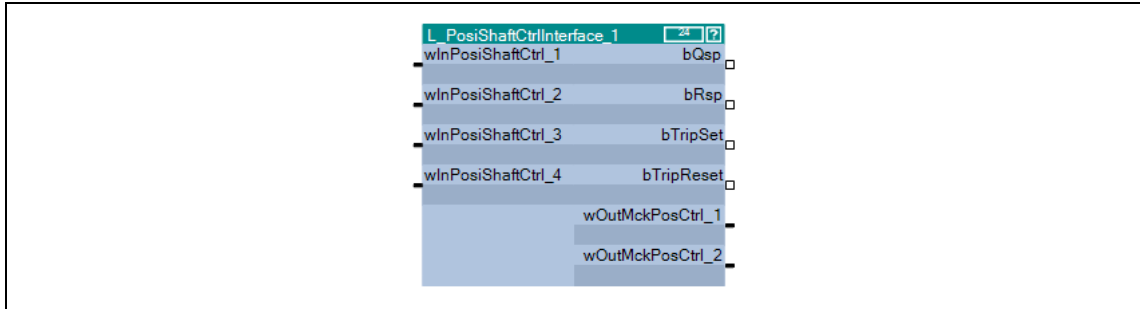 L_PosiShaftCtrlInterface_1 24 ?
wInPosiShaftCtrl_1 bQsp
wInPosiShaftCtrl_2 bRsp
wInPosiShaftCtrl_3 bTripSet
wInPosiShaftCtrl_4 bTripReset
wOutMckPosCtrl_1
wOutMckPosCtrl_2